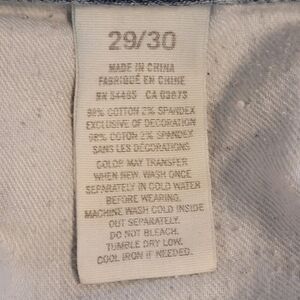 29/30
MADE IN CHINA
FABRIQUÉ EN CHINE
RN 54485 CA 03873
98% COTTON 2% SPANDEX
EXCLUSIVE OF DECORATION
98% COTON 2% SPANDEX
SANS LES DÉCORATIONS
COLOR MAY TRANSFER
WHEN NEW. WASH ONCE
SEPARATELY IN COLD WATER
BEFORE WEARING.
MACHINE WASH COLD INSIDE
OUT SEPARATELY.
DO NOT BLEACH.
TUMBLE DRY LOW.
COOL IRON IF NEEDED.